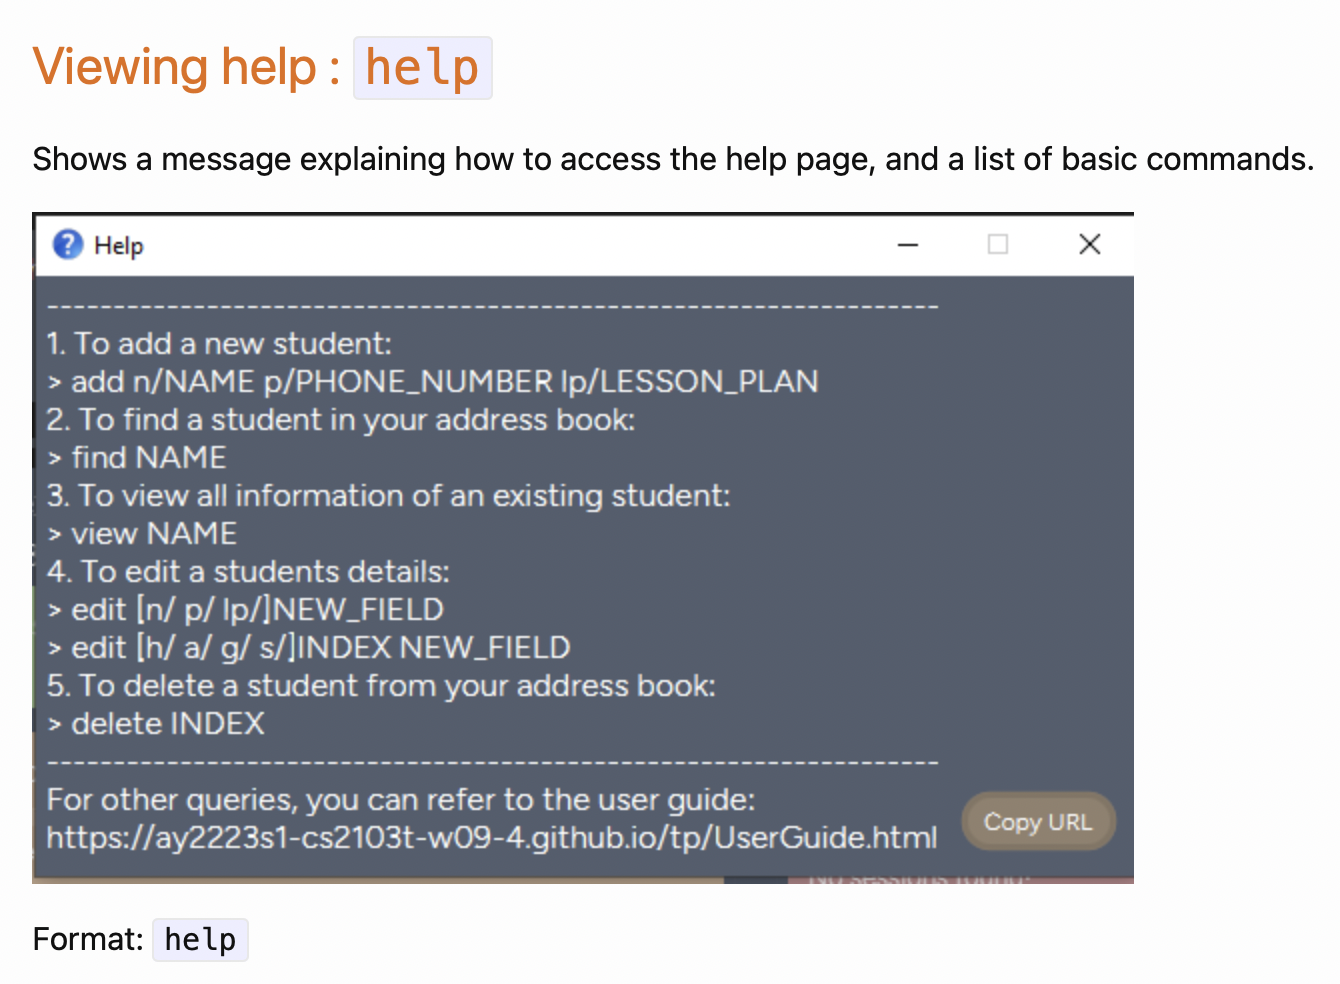 Viewing help : help
Shows a message explaining how to access the help page, and a list of basic commands.
Help
--------------------------------------------------------------------
1. To add a new student:
> add n/NAME p/PHONE_NUMBER lp/LESSON_PLAN
2. To find a student in your address book:
> find NAME
3. To view all information of an existing student:
> view NAME
4. To edit a students details:
> edit [n/ p/ lp/]NEW_FIELD
> edit [h/ a/ g/ s/]INDEX NEW_FIELD
5. To delete a student from your address book:
> delete INDEX
--------------------------------------------------------------------
For other queries, you can refer to the user guide:
https://ay2223s1-cs2103t-w09-4.github.io/tp/UserGuide.html
Copy URL
No sessions found!
Format: help